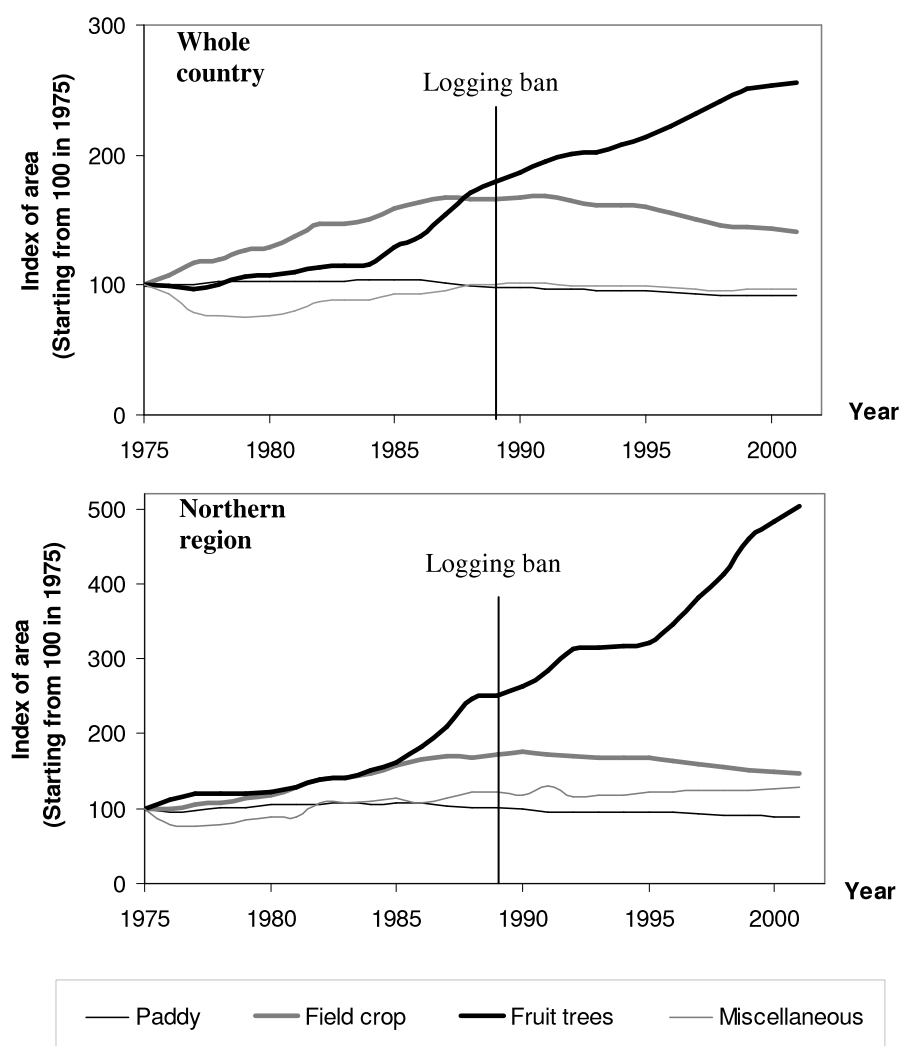 300
Whole
country
Logging ban
200
Index of area
(Starting from 100 in 1975)
100
0
Year
1975 1980 1985 1990 1995 2000
500
Northern
region
Logging ban
400
300
Index of area
(Starting from 100 in 1975)
200
100
0
Year
1975 1980 1985 1990 1995 2000
Paddy Field crop Fruit trees Miscellaneous